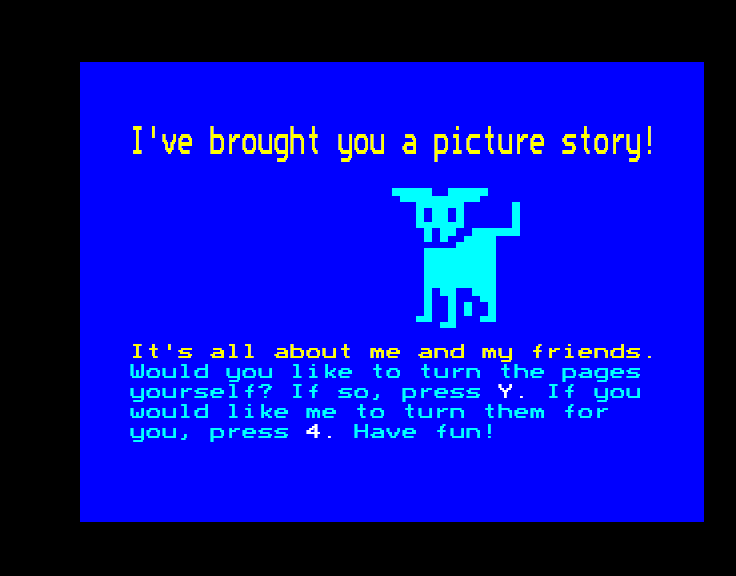 I've brought you a picture story!
It's all about me and my friends.
Would you like to turn the pages
yourself? If so, press Y. If you
would like me to turn them for
you, press 4. Have fun!